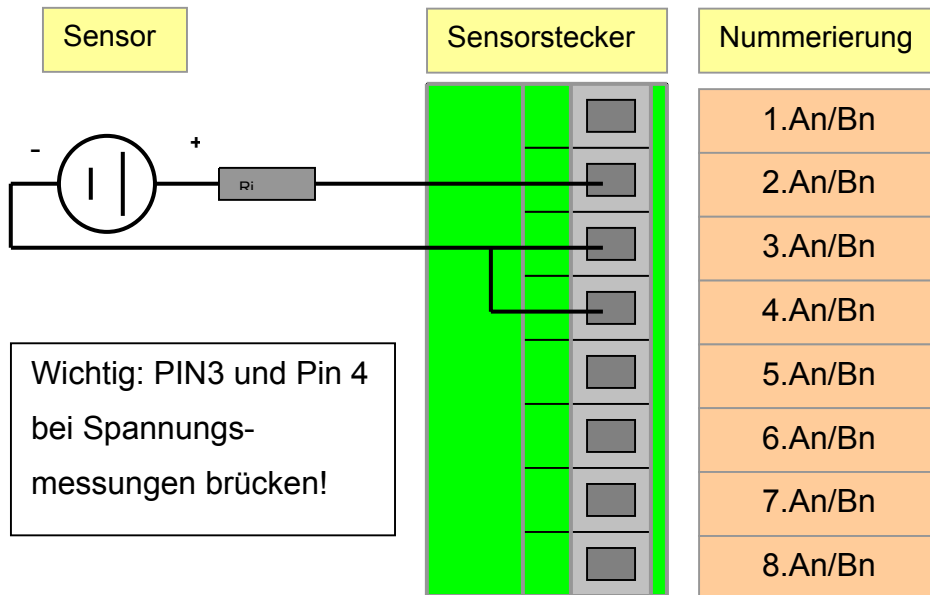 Sensor
Sensorstecker
Nummerierung
- +
Ri
1.An/Bn
2.An/Bn
3.An/Bn
4.An/Bn
5.An/Bn
6.An/Bn
7.An/Bn
8.An/Bn
Wichtig: PIN3 und Pin 4
bei Spannungs-
messungen brücken!